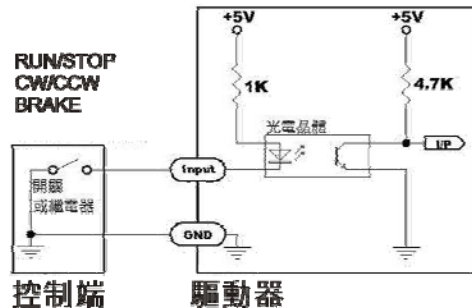 +5V
+5V
RUN/STOP
CW/CCW
BRAKE
1K
4.7K
光電晶體
I/P
Input
開關
或繼電器
GND
控制端
驅動器